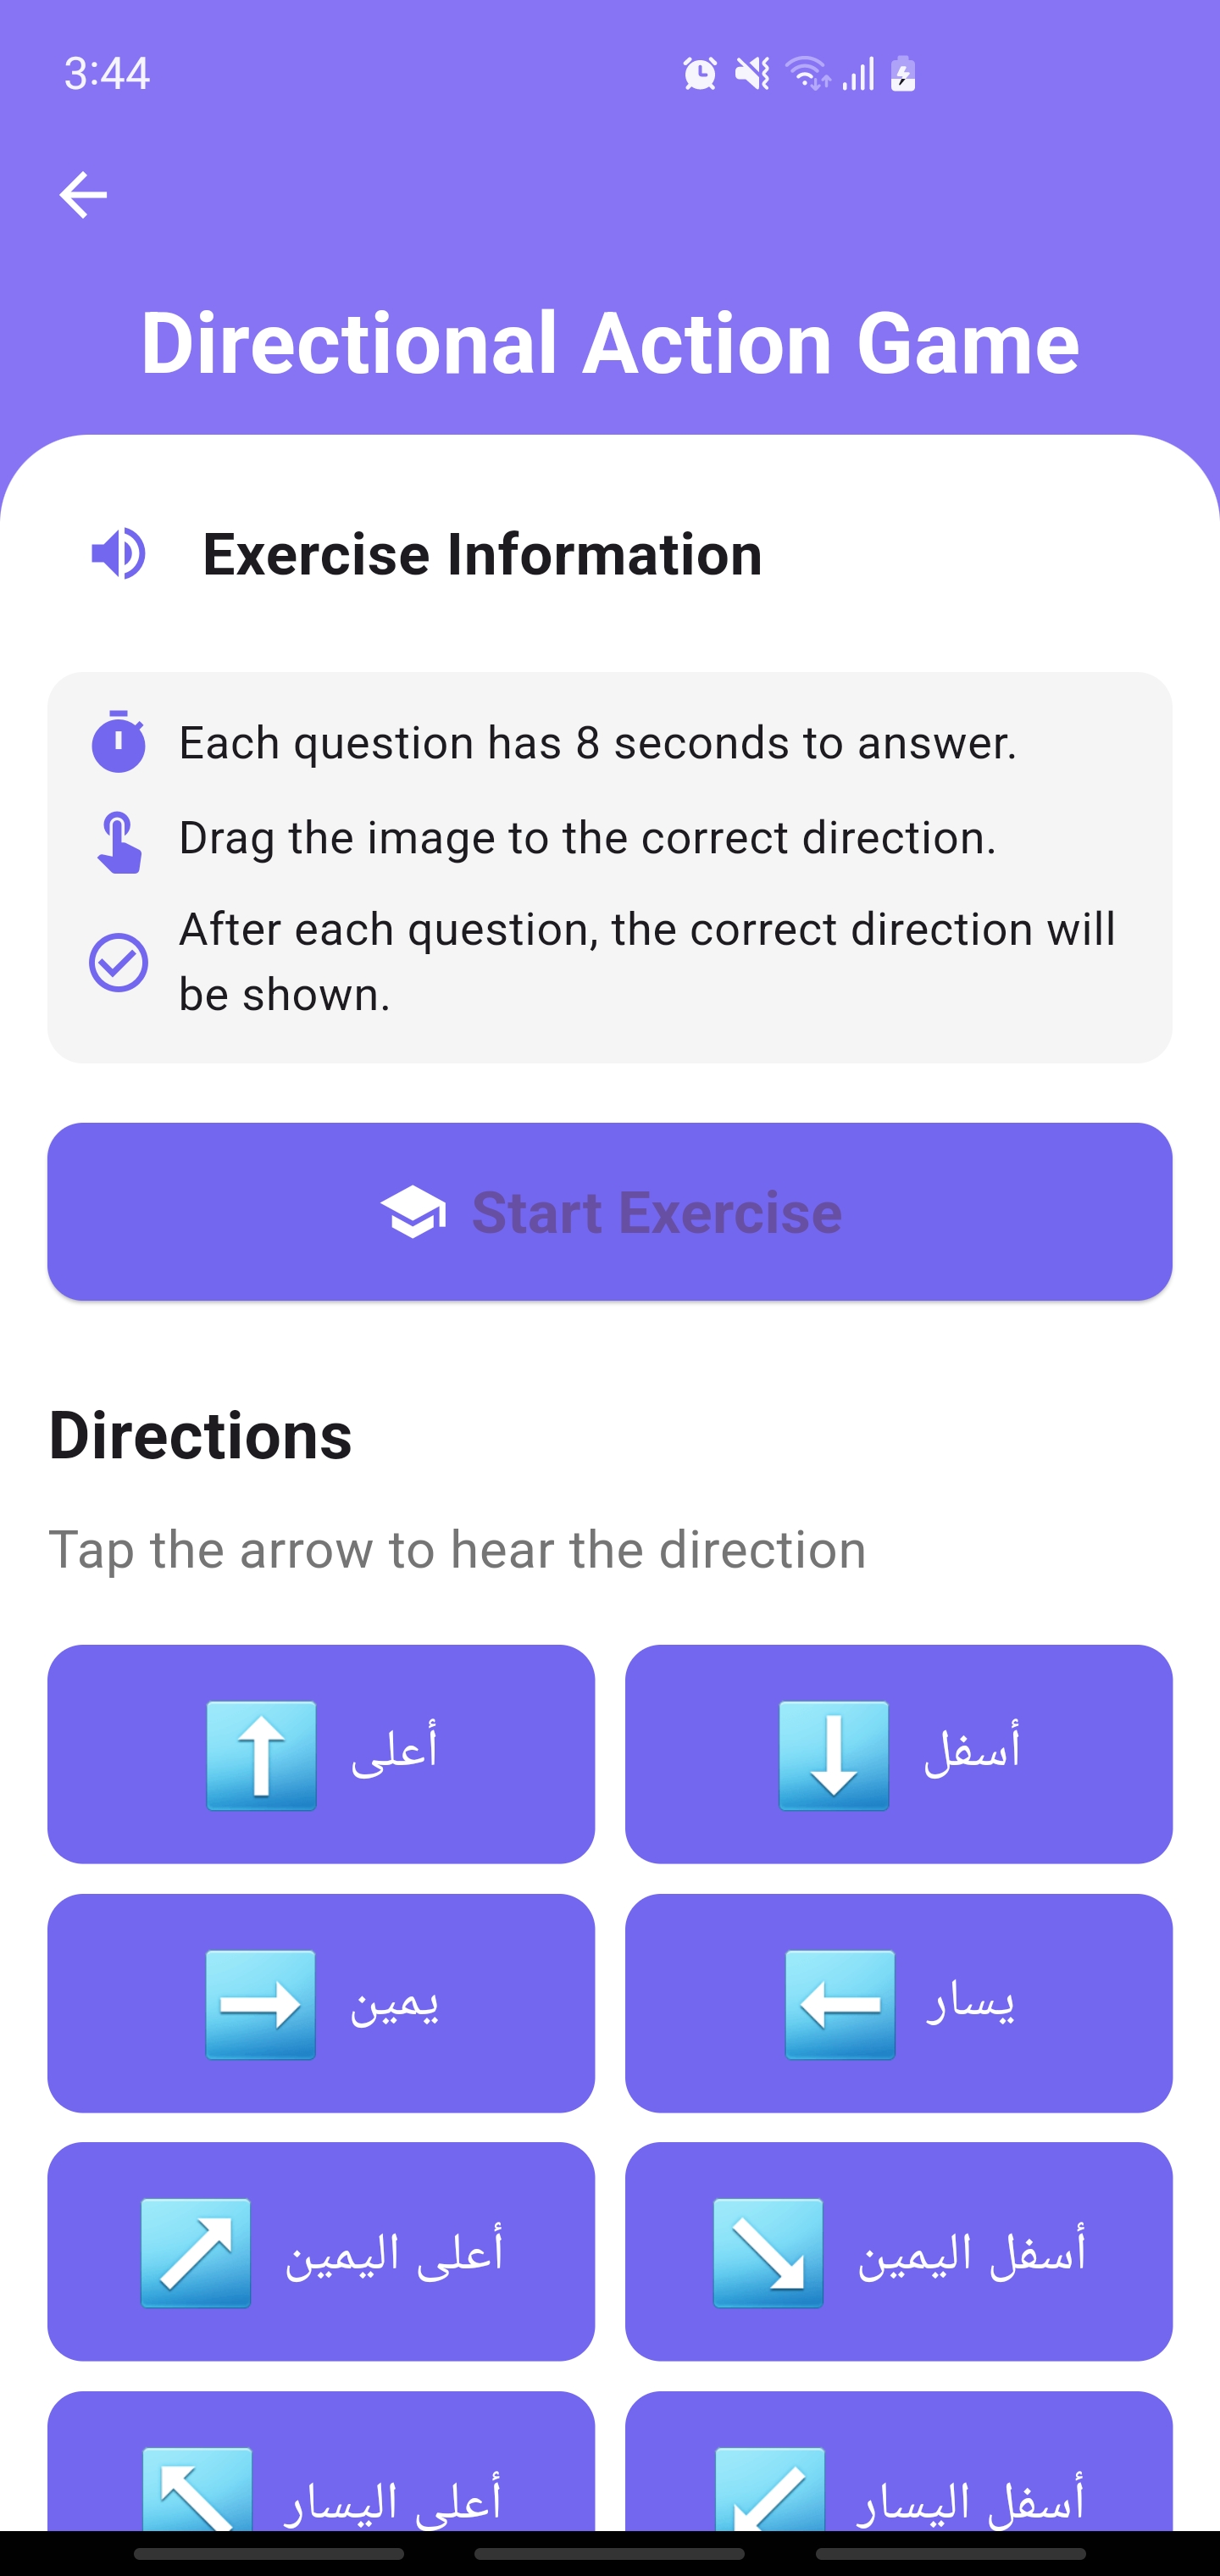 3:44
Directional Action Game
Exercise Information
Each question has 8 seconds to answer.
Drag the image to the correct direction.
After each question, the correct direction will
be shown.
Start Exercise
Directions
Tap the arrow to hear the direction
أعلى
أسفل
يمين
يسار
أعلى اليمين
أسفل اليمين
أعلى اليسار
أسفل اليسار